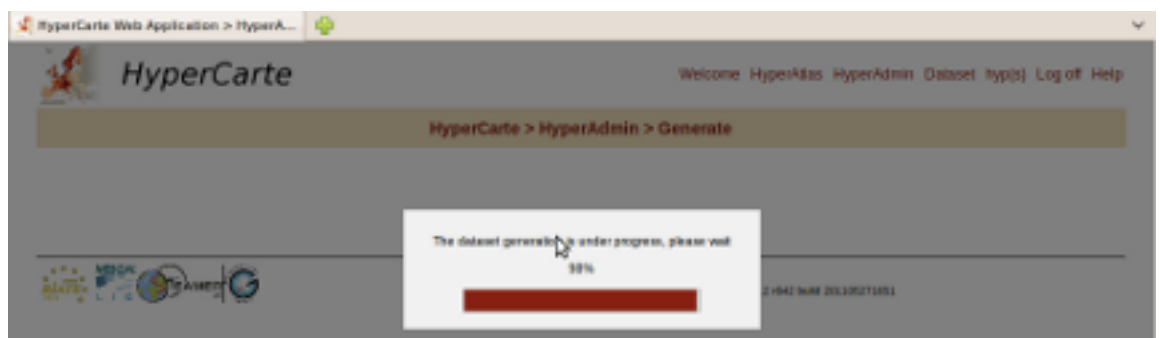 HyperCarte Web Application > HyperA...
HyperCarte
Welcome HyperAtlas HyperAdmin Dataset hyp(s) Log off Help
HyperCarte > HyperAdmin > Generate
The dataset generation is under progress, please wait
98%